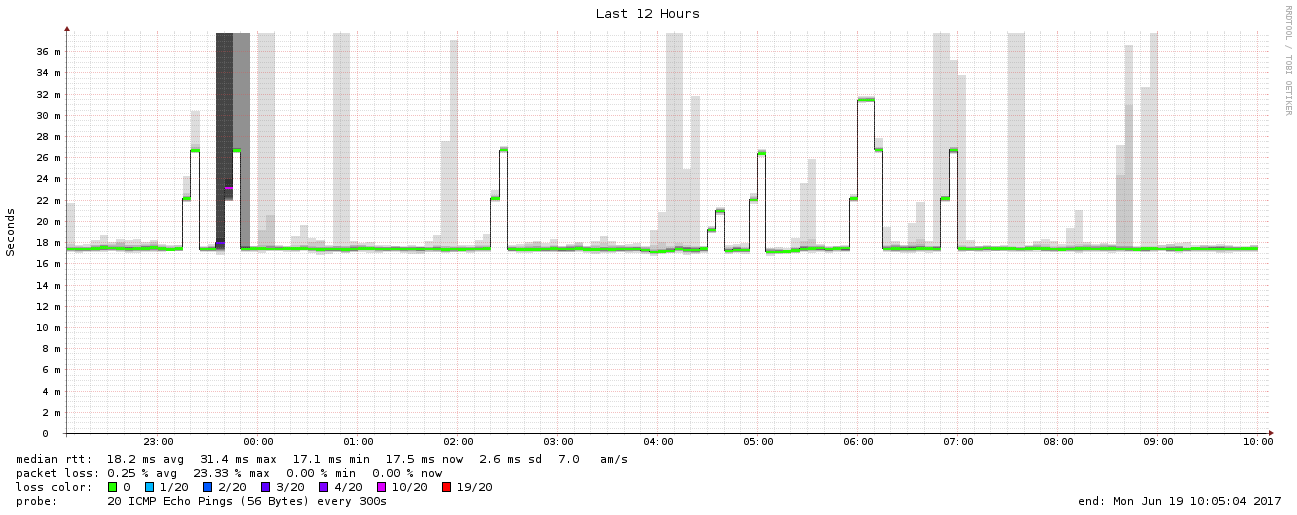 Last 12 Hours
RRDTOOL / TOBI OETIKER
Seconds
36 m
34 m
32 m
30 m
28 m
26 m
24 m
22 m
20 m
18 m
16 m
14 m
12 m
10 m
8 m
6 m
4 m
2 m
0
23:00 00:00 01:00 02:00 03:00 04:00 05:00 06:00 07:00 08:00 09:00 10:00
median rtt: 18.2 ms avg 31.4 ms max 17.1 ms min 17.5 ms now 2.6 ms sd 7.0 am/s
packet loss: 0.25 % avg 23.33 % max 0.00 % min 0.00 % now
loss color: 0 1/20 2/20 3/20 4/20 10/20 19/20
probe: 20 ICMP Echo Pings (56 Bytes) every 300s end: Mon Jun 19 10:05:04 2017